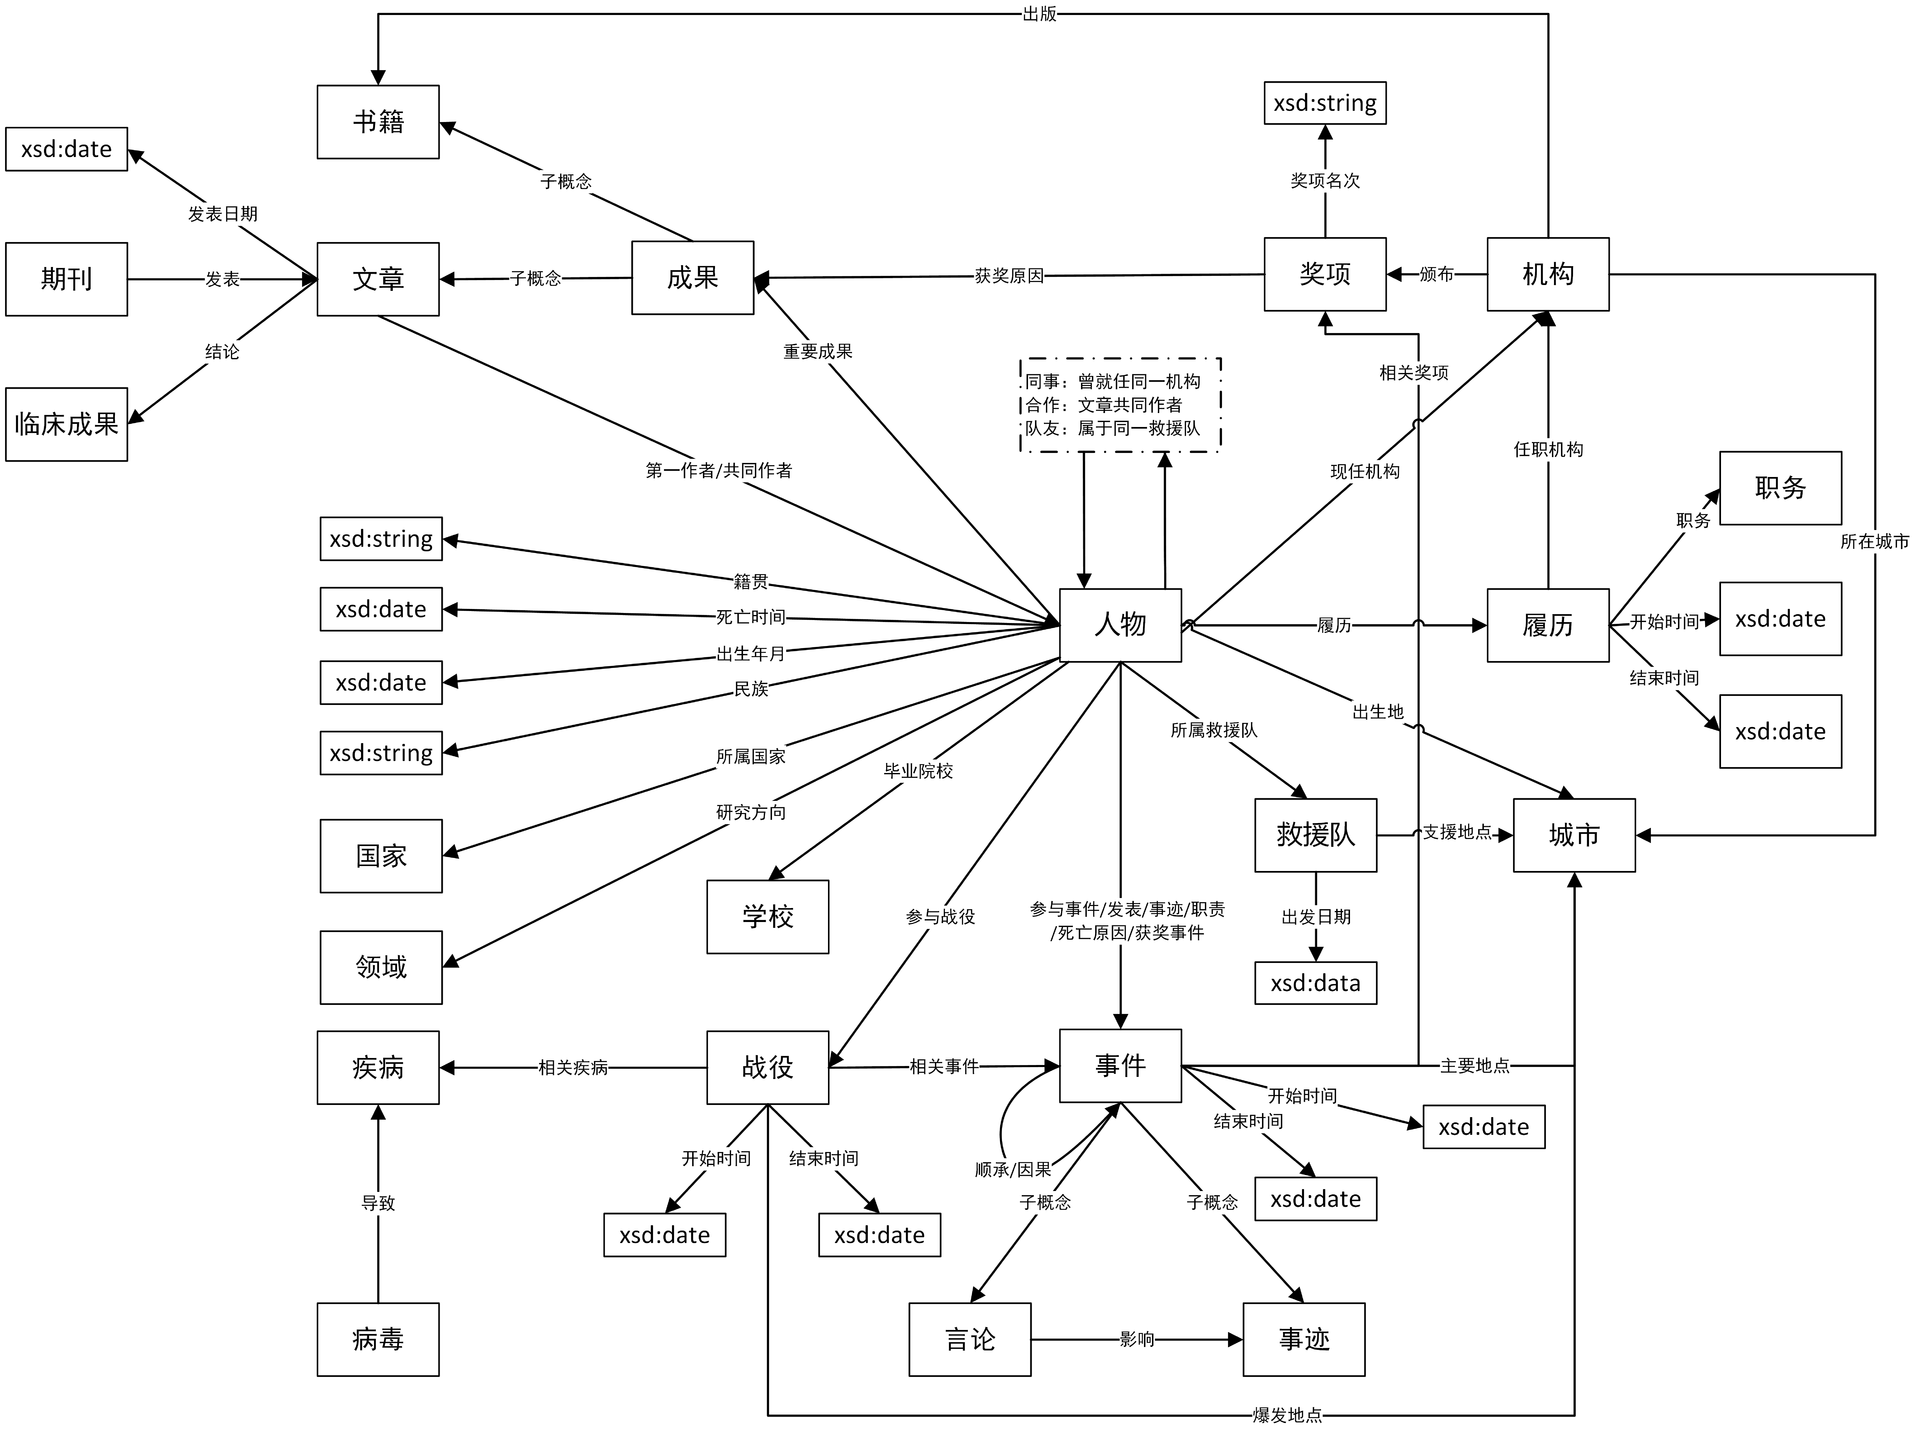 出版
xsd:string
书籍
xsd:date
奖项名次
子概念
发表日期
期刊
发表
文章
子概念
成果
获奖原因
奖项
颁布
机构
结论
重要成果
相关奖项
同事：曾就任同一机构
合作：文章共同作者
队友：属于同一救援队
临床成果
第一作者/共同作者
现任机构
任职机构
职务
职务
所在城市
xsd:string
籍贯
xsd:date
死亡时间
人物
履历
履历
开始时间
xsd:date
出生年月
xsd:date
民族
结束时间
xsd:string
所属国家
毕业院校
所属救援队
出生地
xsd:date
研究方向
国家
救援队
支援地点
城市
学校
参与战役
参与事件/发表/事迹/职责
/死亡原因/获奖事件
出发日期
领域
xsd:data
疾病
相关疾病
战役
相关事件
事件
主要地点
开始时间
结束时间
xsd:date
开始时间
结束时间
顺承/因果
导致
子概念
子概念
xsd:date
xsd:date
xsd:date
病毒
言论
影响
事迹
爆发地点